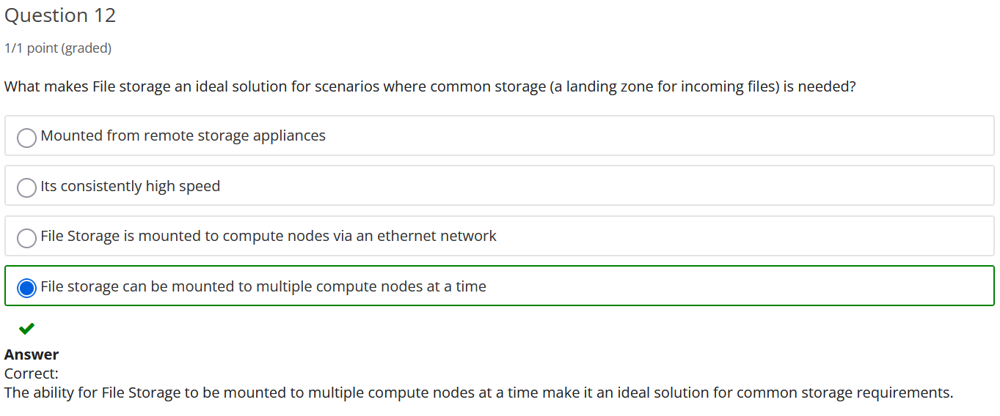 Question 12
1/1 point (graded)
What makes File storage an ideal solution for scenarios where common storage (a landing zone for incoming files) is needed?
Mounted from remote storage appliances
Its consistently high speed
File Storage is mounted to compute nodes via an ethernet network
File storage can be mounted to multiple compute nodes at a time
Answer
Correct:
The ability for File Storage to be mounted to multiple compute nodes at a time make it an ideal solution for common storage requirements.